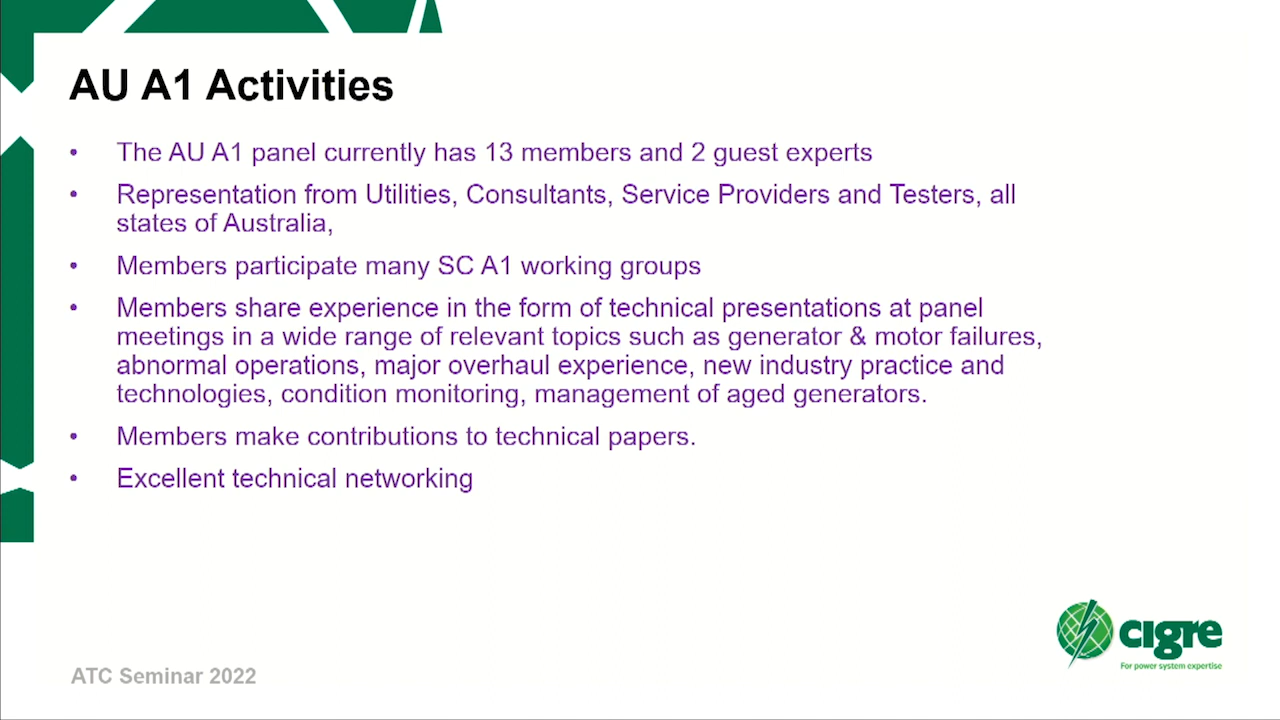 AU A1 Activities
• The AU A1 panel currently has 13 members and 2 guest experts
• Representation from Utilities, Consultants, Service Providers and Testers, all
states of Australia,
• Members participate many SC A1 working groups
• Members share experience in the form of technical presentations at panel
meetings in a wide range of relevant topics such as generator & motor failures,
abnormal operations, major overhaul experience, new industry practice and
technologies, condition monitoring, management of aged generators.
• Members make contributions to technical papers.
• Excellent technical networking
cigre
For power system expertise
ATC Seminar 2022